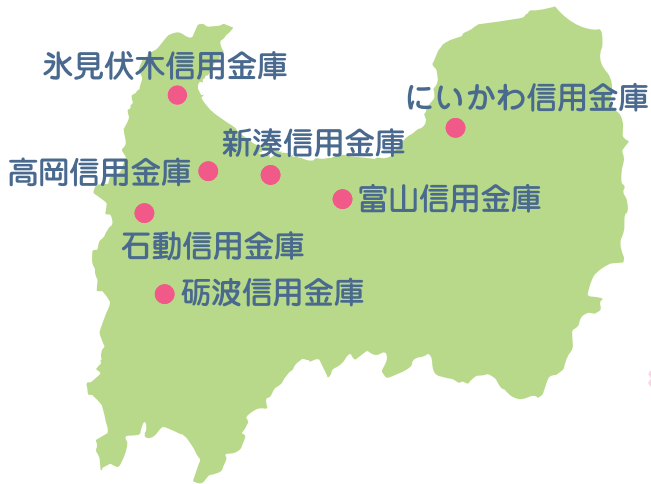 氷見伏木信用金庫
にいかわ信用金庫
新湊信用金庫
高岡信用金庫
富山信用金庫
石動信用金庫
砺波信用金庫